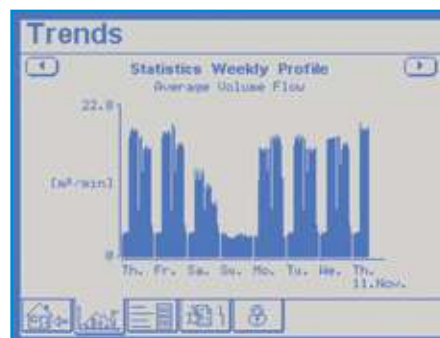 Trends
Statistics Weekly Profile
Average Volume Flow
22.0
[m³/min]
0
Th. Fr. Sa. Su. Mo. Tu. We. Th.
11.Nov.